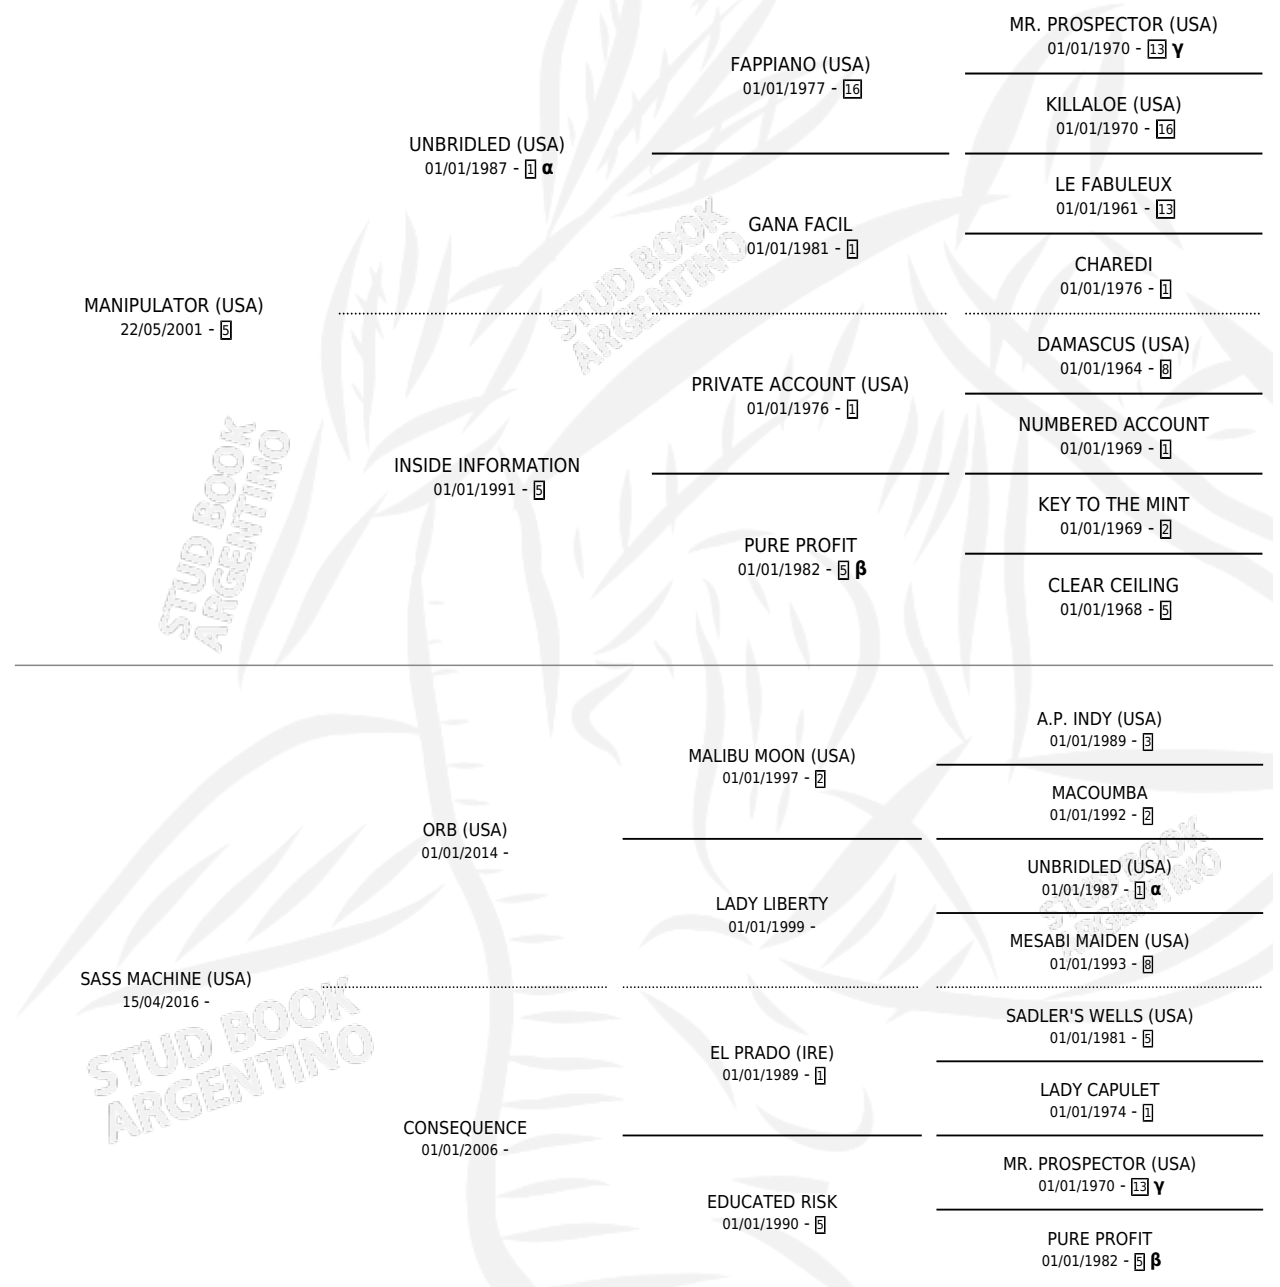 MR. PROSPECTOR (USA)
01/01/1970 - 13 γ
FAPPIANO (USA)
01/01/1977 - 16
KILLALOE (USA)
01/01/1970 - 16
UNBRIDLED (USA)
01/01/1987 - 1 α
LE FABULEUX
01/01/1961 - 13
GANA FACIL
01/01/1981 - 1
CHAREDI
01/01/1976 - 1
MANIPULATOR (USA)
22/05/2001 - 5
DAMASCUS (USA)
01/01/1964 - 8
PRIVATE ACCOUNT (USA)
01/01/1976 - 1
NUMBERED ACCOUNT
01/01/1969 - 1
INSIDE INFORMATION
01/01/1991 - 5
KEY TO THE MINT
01/01/1969 - 2
PURE PROFIT
01/01/1982 - 5 β
CLEAR CEILING
01/01/1968 - 5
A.P. INDY (USA)
01/01/1989 - 3
MALIBU MOON (USA)
01/01/1997 - 2
MACOUMBA
01/01/1992 - 2
ORB (USA)
01/01/2014 -
UNBRIDLED (USA)
01/01/1987 - 1 α
LADY LIBERTY
01/01/1999 -
MESABI MAIDEN (USA)
01/01/1993 - 8
SASS MACHINE (USA)
15/04/2016 -
SADLER'S WELLS (USA)
01/01/1981 - 5
EL PRADO (IRE)
01/01/1989 - 1
LADY CAPULET
01/01/1974 - 1
CONSEQUENCE
01/01/2006 -
MR. PROSPECTOR (USA)
01/01/1970 - 13 γ
EDUCATED RISK
01/01/1990 - 5
PURE PROFIT
01/01/1982 - 5 β
STUD BOOK
ARGENTINO
STUD BOOK
ARGENTINO
STUD BOOK
ARGENTINO
STUD BOOK
ARGENTINO